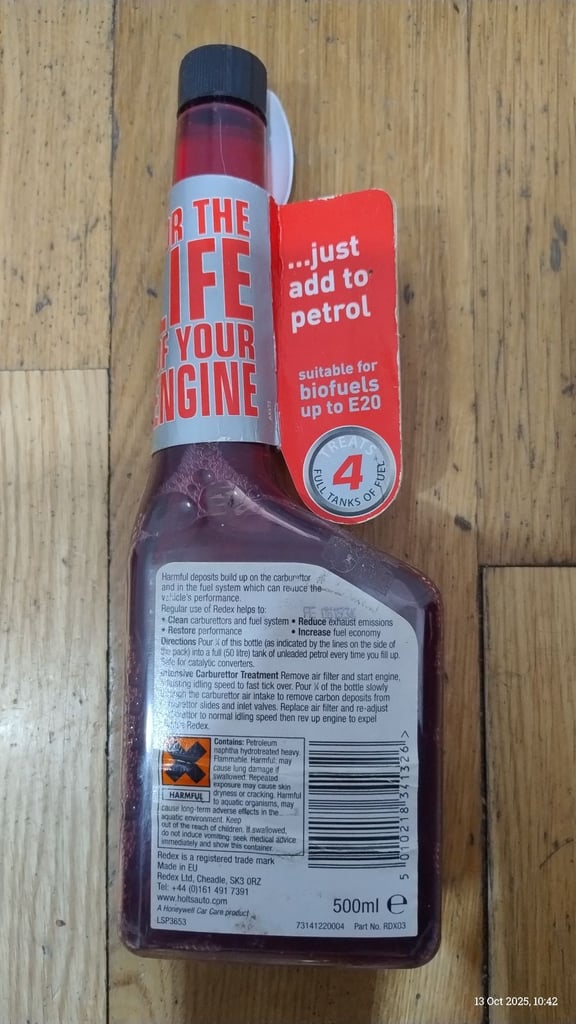 R THE
IFE
F YOUR
ENGINE
...just
add to
petrol
suitable for
biofuels
up to E20
TREATS
4
FULL TANKS OF FUEL
Harmful deposits build up on the carburettor
and in the fuel system which can reduce the
vehicle's performance.
Regular use of Redex helps to:
• Clean carburettors and fuel system • Reduce exhaust emissions
• Restore performance • Increase fuel economy
Directions Pour ¼ of this bottle (as indicated by the lines on the side of
the pack) into a full (50 litre) tank of unleaded petrol every time you fill up.
Safe for catalytic converters.
Intensive Carburettor Treatment Remove air filter and start engine,
adjusting idling speed to fast tick over. Pour ¼ of the bottle slowly
through the carburettor air intake to remove carbon deposits from
carburettor slides and inlet valves. Replace air filter and re-adjust
carburettor to normal idling speed then rev up engine to expel
Redex.
HARMFUL
Contains: Petroleum
naphtha hydrotreated heavy.
Flammable. Harmful: may
cause lung damage if
swallowed. Repeated
exposure may cause skin
dryness or cracking. Harmful
to aquatic organisms, may
cause long-term adverse effects in the
aquatic environment. Keep
out of the reach of children. If swallowed,
do not induce vomiting: seek medical advice
immediately and show this container.
5 010218 341326 >
Redex is a registered trade mark
Made in EU
Redex Ltd, Cheadle, SK3 0RZ
Tel: +44 (0)161 491 7391
www.holtsauto.com
A Honeywell Car Care product
LSP3653
500ml ℮
73141220004 Part No. RDX03
13 Oct 2025, 10:42